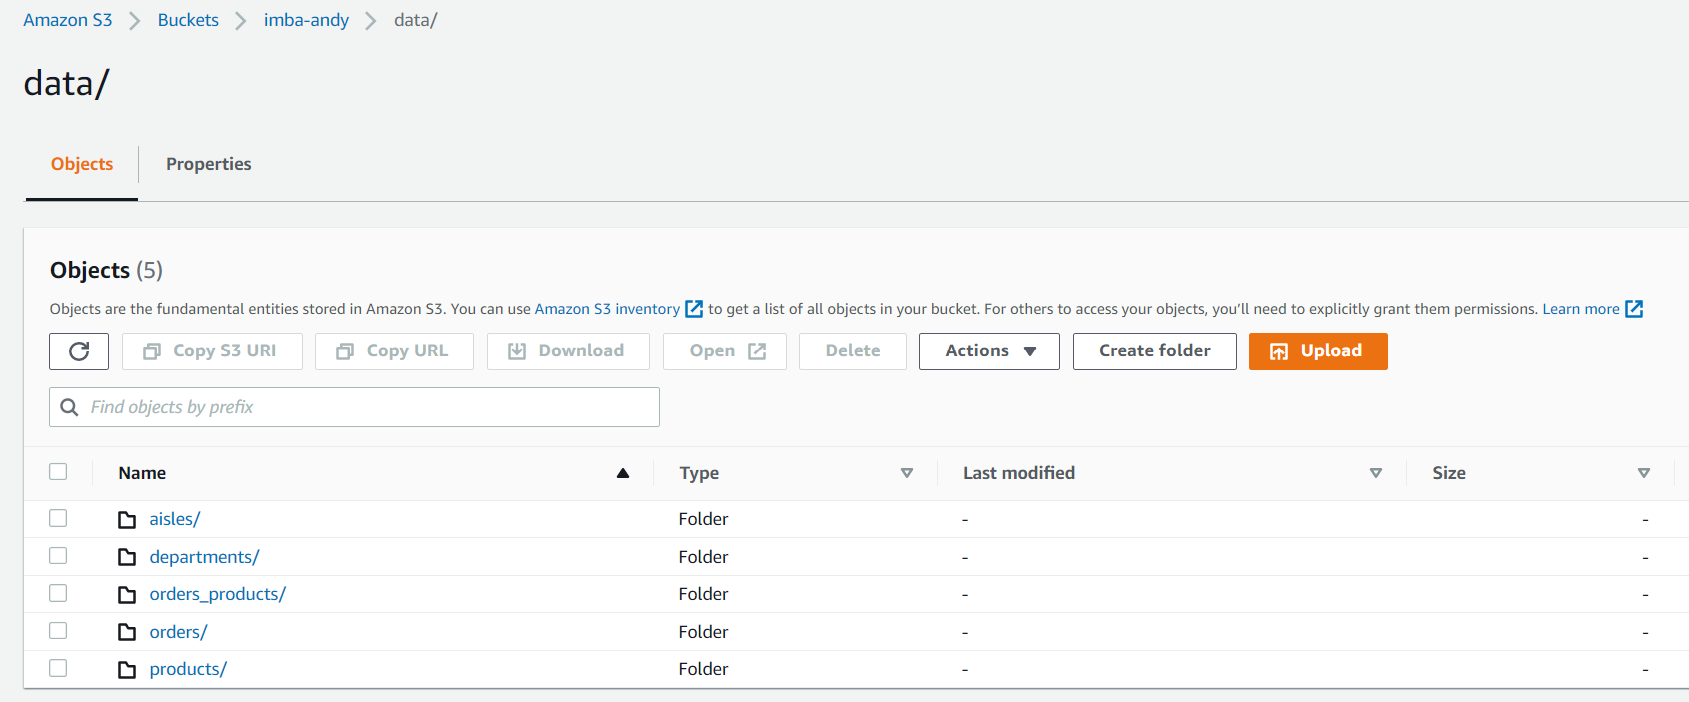 Amazon S3 > Buckets > imba-andy > data/
data/
Objects Properties
Objects (5)
Objects are the fundamental entities stored in Amazon S3. You can use Amazon S3 inventory to get a list of all objects in your bucket. For others to access your objects, you'll need to explicitly grant them permissions. Learn more
Copy S3 URI Copy URL Download Open Delete Actions Create folder Upload
Find objects by prefix
Name Type Last modified Size
aisles/ Folder - -
departments/ Folder - -
orders_products/ Folder - -
orders/ Folder - -
products/ Folder - -